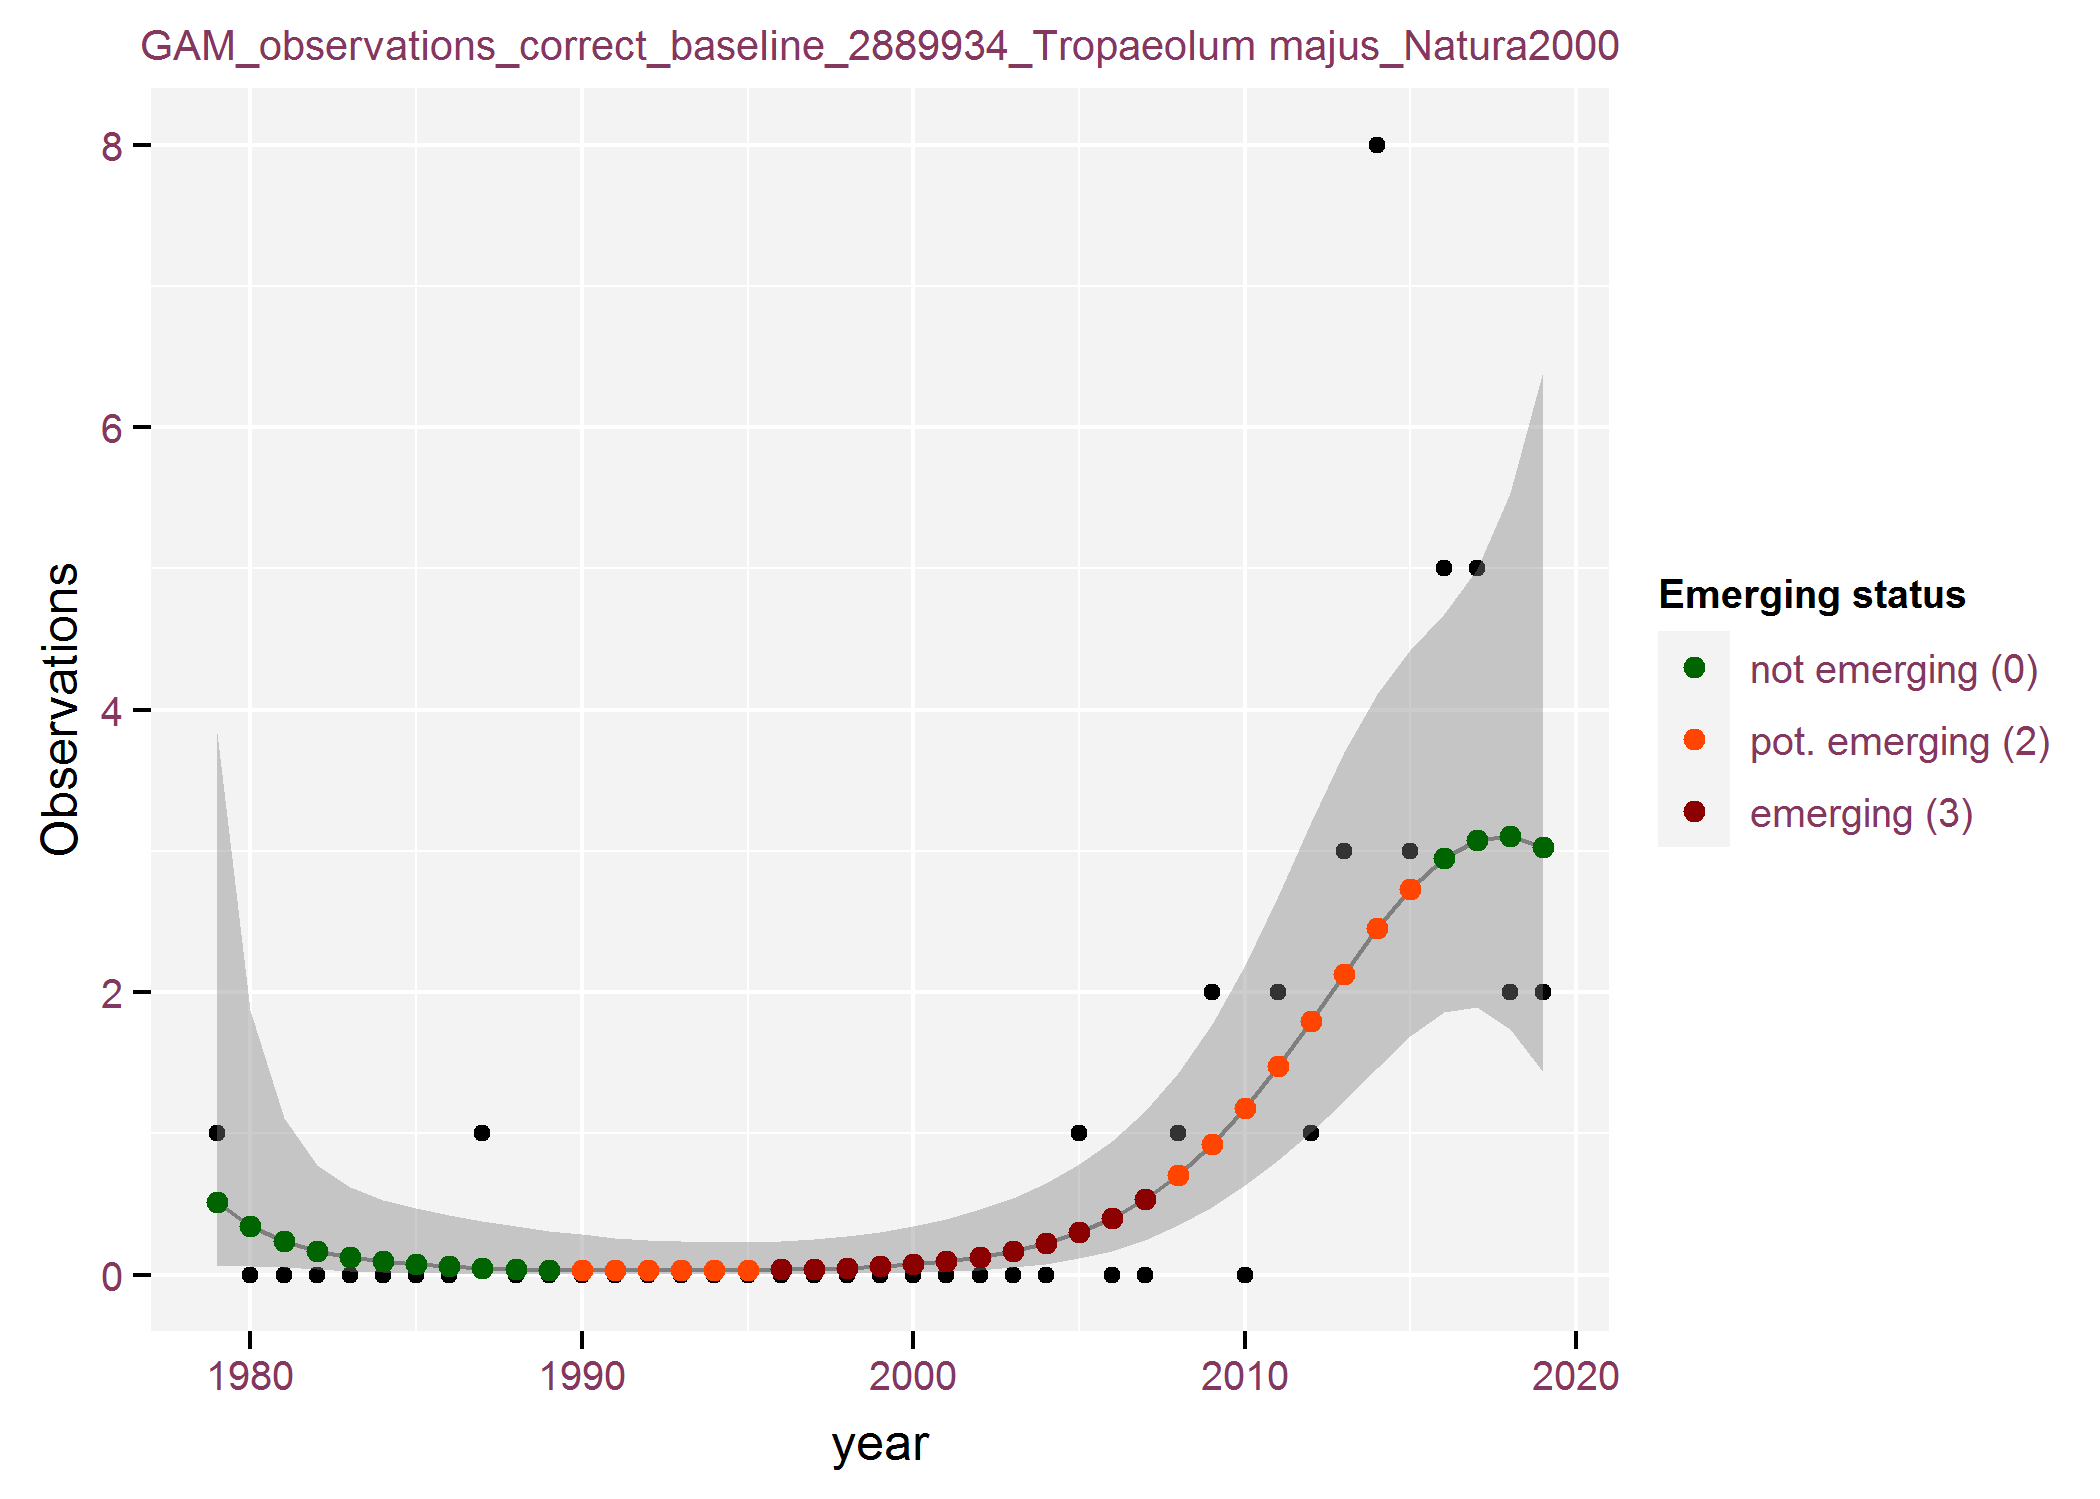 GAM_observations_correct_baseline_2889934_Tropaeolum majus_Natura2000
8
6
4
2
0
Observations
1980 1990 2000 2010 2020
year
Emerging status
not emerging (0)
pot. emerging (2)
emerging (3)